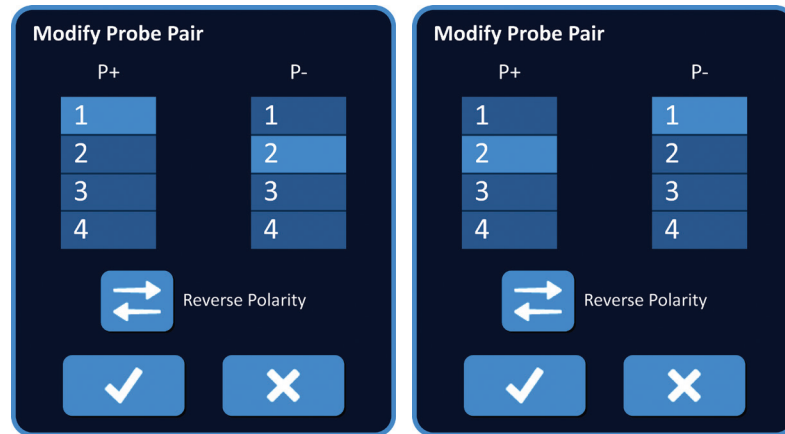 Modify Probe Pair
P+ P-
1 1
2 2
3 3
4 4
Reverse Polarity
Modify Probe Pair
P+ P-
1 1
2 2
3 3
4 4
Reverse Polarity